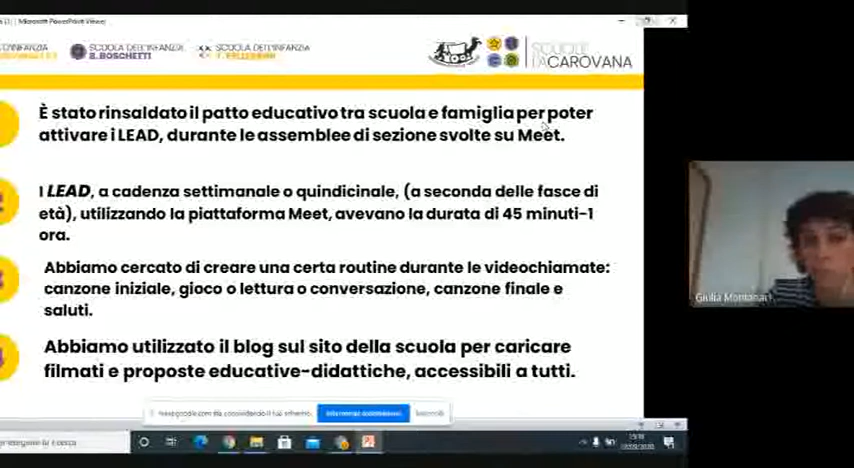 Microsoft PowerPoint Viewer
SCUOLA DELL'INFANZIA
B.BOSCHETTI
SCUOLA DELL'INFANZIA
SCUOLE
LACAROVANA
È stato rinsaldato il patto educativo tra scuola e famiglia per poter
attivare i LEAD, durante le assemblee di sezione svolte su Meet.
I LEAD, a cadenza settimanale o quindicinale, (a seconda delle fasce di
età), utilizzando la piattaforma Meet, avevano la durata di 45 minuti-1
ora.
Abbiamo cercato di creare una certa routine durante le videochiamate:
canzone iniziale, gioco o lettura o conversazione, canzone finale e
saluti.
Abbiamo utilizzato il blog sul sito della scuola per caricare
filmati e proposte educative-didattiche, accessibili a tutti.
Giulia Montanari